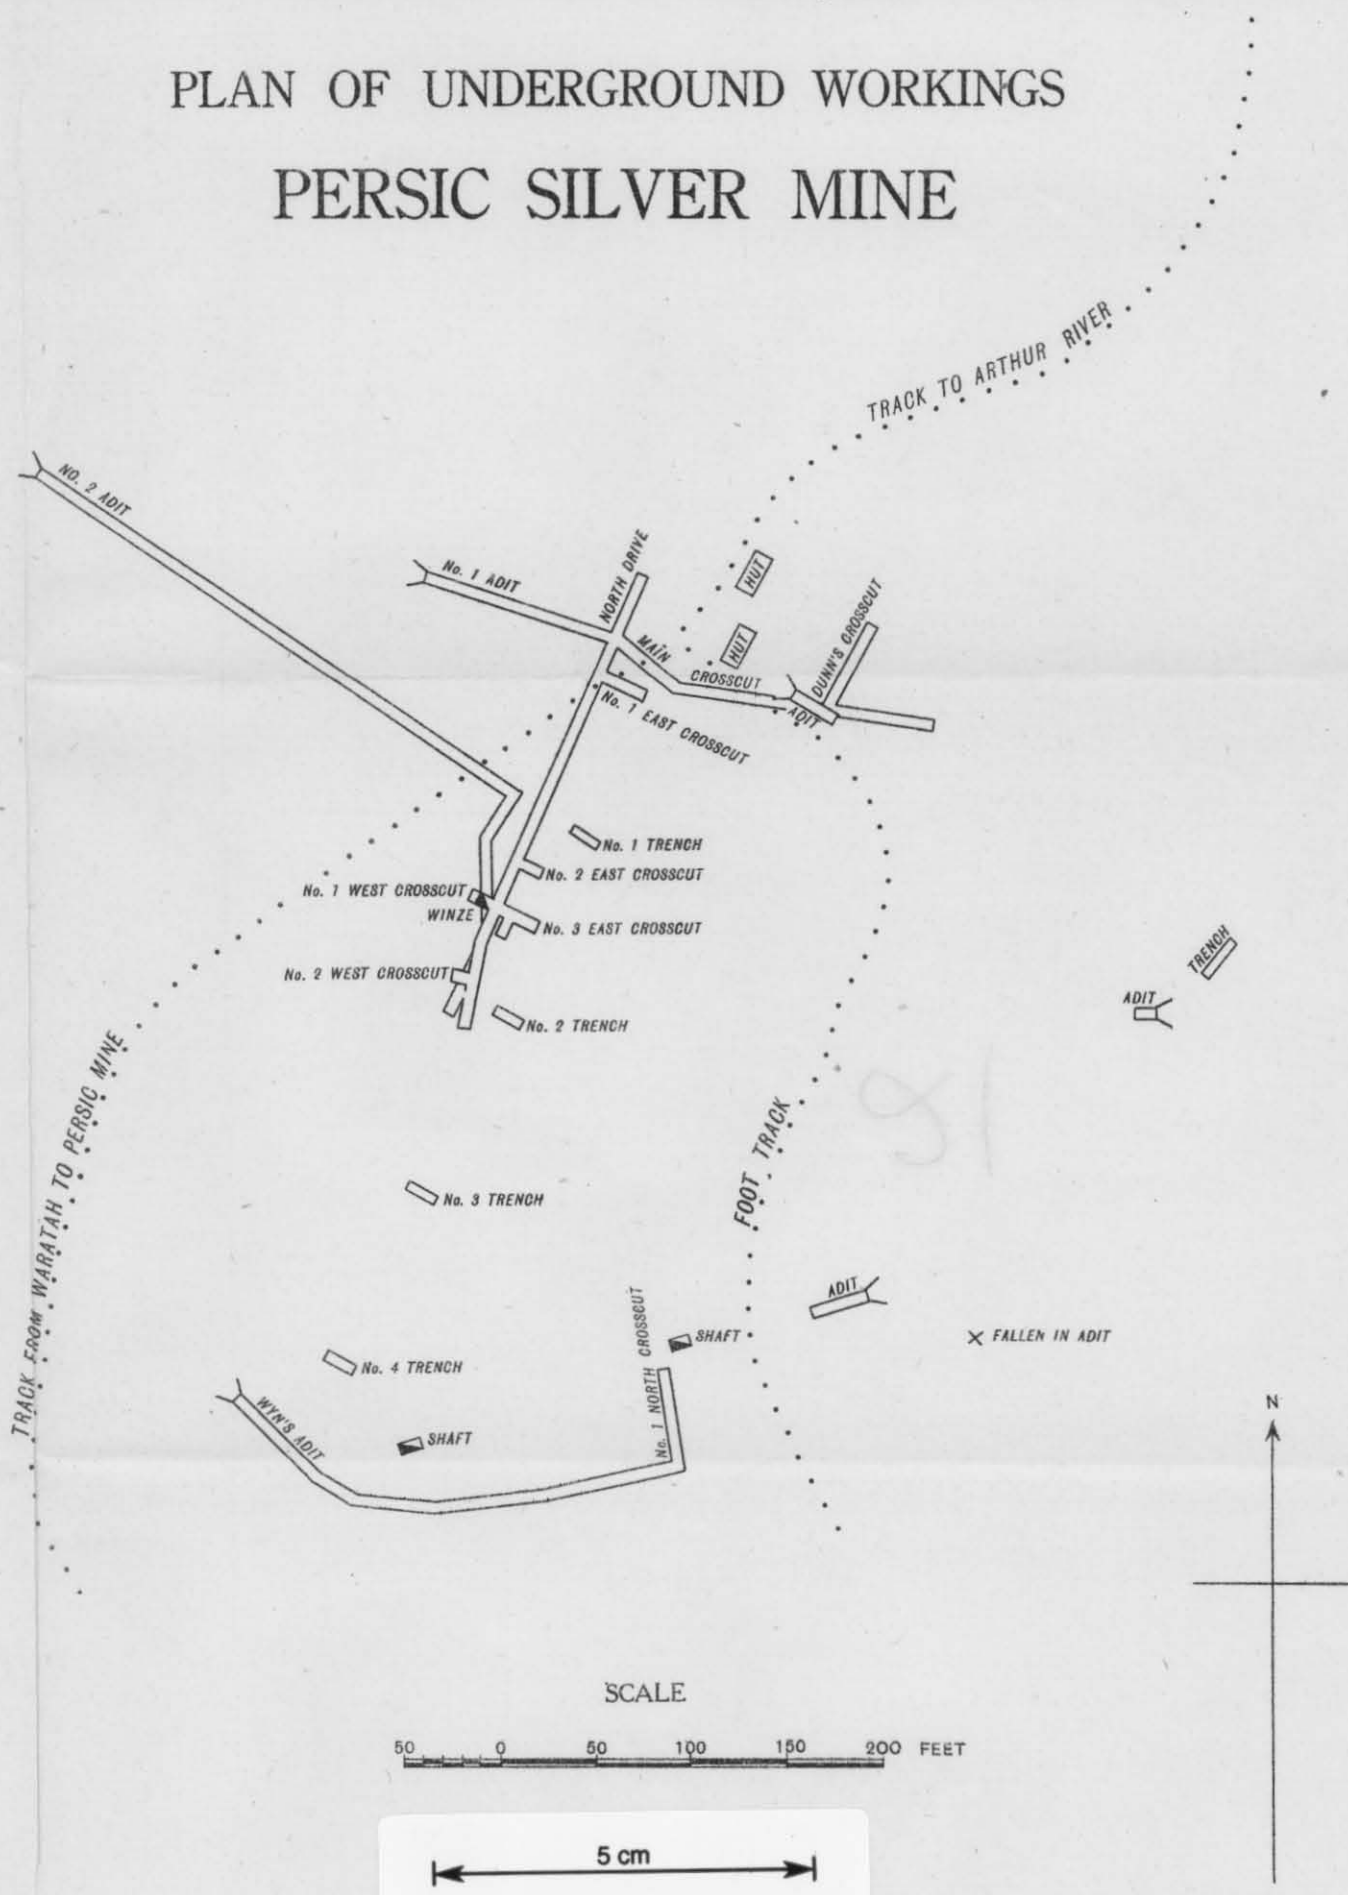 PLAN OF UNDERGROUND WORKINGS
PERSIC SILVER MINE
TRACK TO ARTHUR RIVER
NO. 2 ADIT
No. 1 ADIT
NORTH DRIVE
HUT
HUT
MAIN CROSSCUT
DUNN'S CROSSCUT
ADIT
No. 1 EAST CROSSCUT
No. 1 TRENCH
No. 2 EAST CROSSCUT
No. 1 WEST CROSSCUT
WINZE
No. 3 EAST CROSSCUT
No. 2 WEST CROSSCUT
No. 2 TRENCH
TRENCH
ADIT
TRACK FROM WARATAH TO PERSIC MINE
FOOT TRACK
No. 3 TRENCH
ADIT
No. 1 NORTH CROSSCUT
SHAFT
FALLEN IN ADIT
No. 4 TRENCH
WYN'S ADIT
SHAFT
N
SCALE
50 0 50 100 150 200 FEET
5 cm